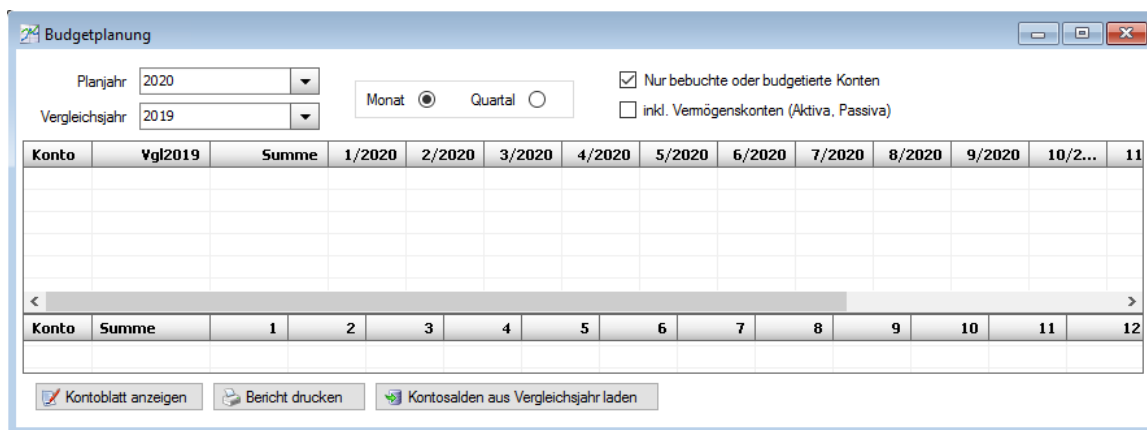 Budgetplanung
Planjahr 2020
Monat Quartal
Nur bebuchte oder budgetierte Konten
Vergleichsjahr 2019
inkl. Vermögenskonten (Aktiva, Passiva)
Konto Vgl2019 Summe 1/2020 2/2020 3/2020 4/2020 5/2020 6/2020 7/2020 8/2020 9/2020 10/2... 11
Konto Summe 1 2 3 4 5 6 7 8 9 10 11 12
Kontoblatt anzeigen Bericht drucken Kontosalden aus Vergleichsjahr laden